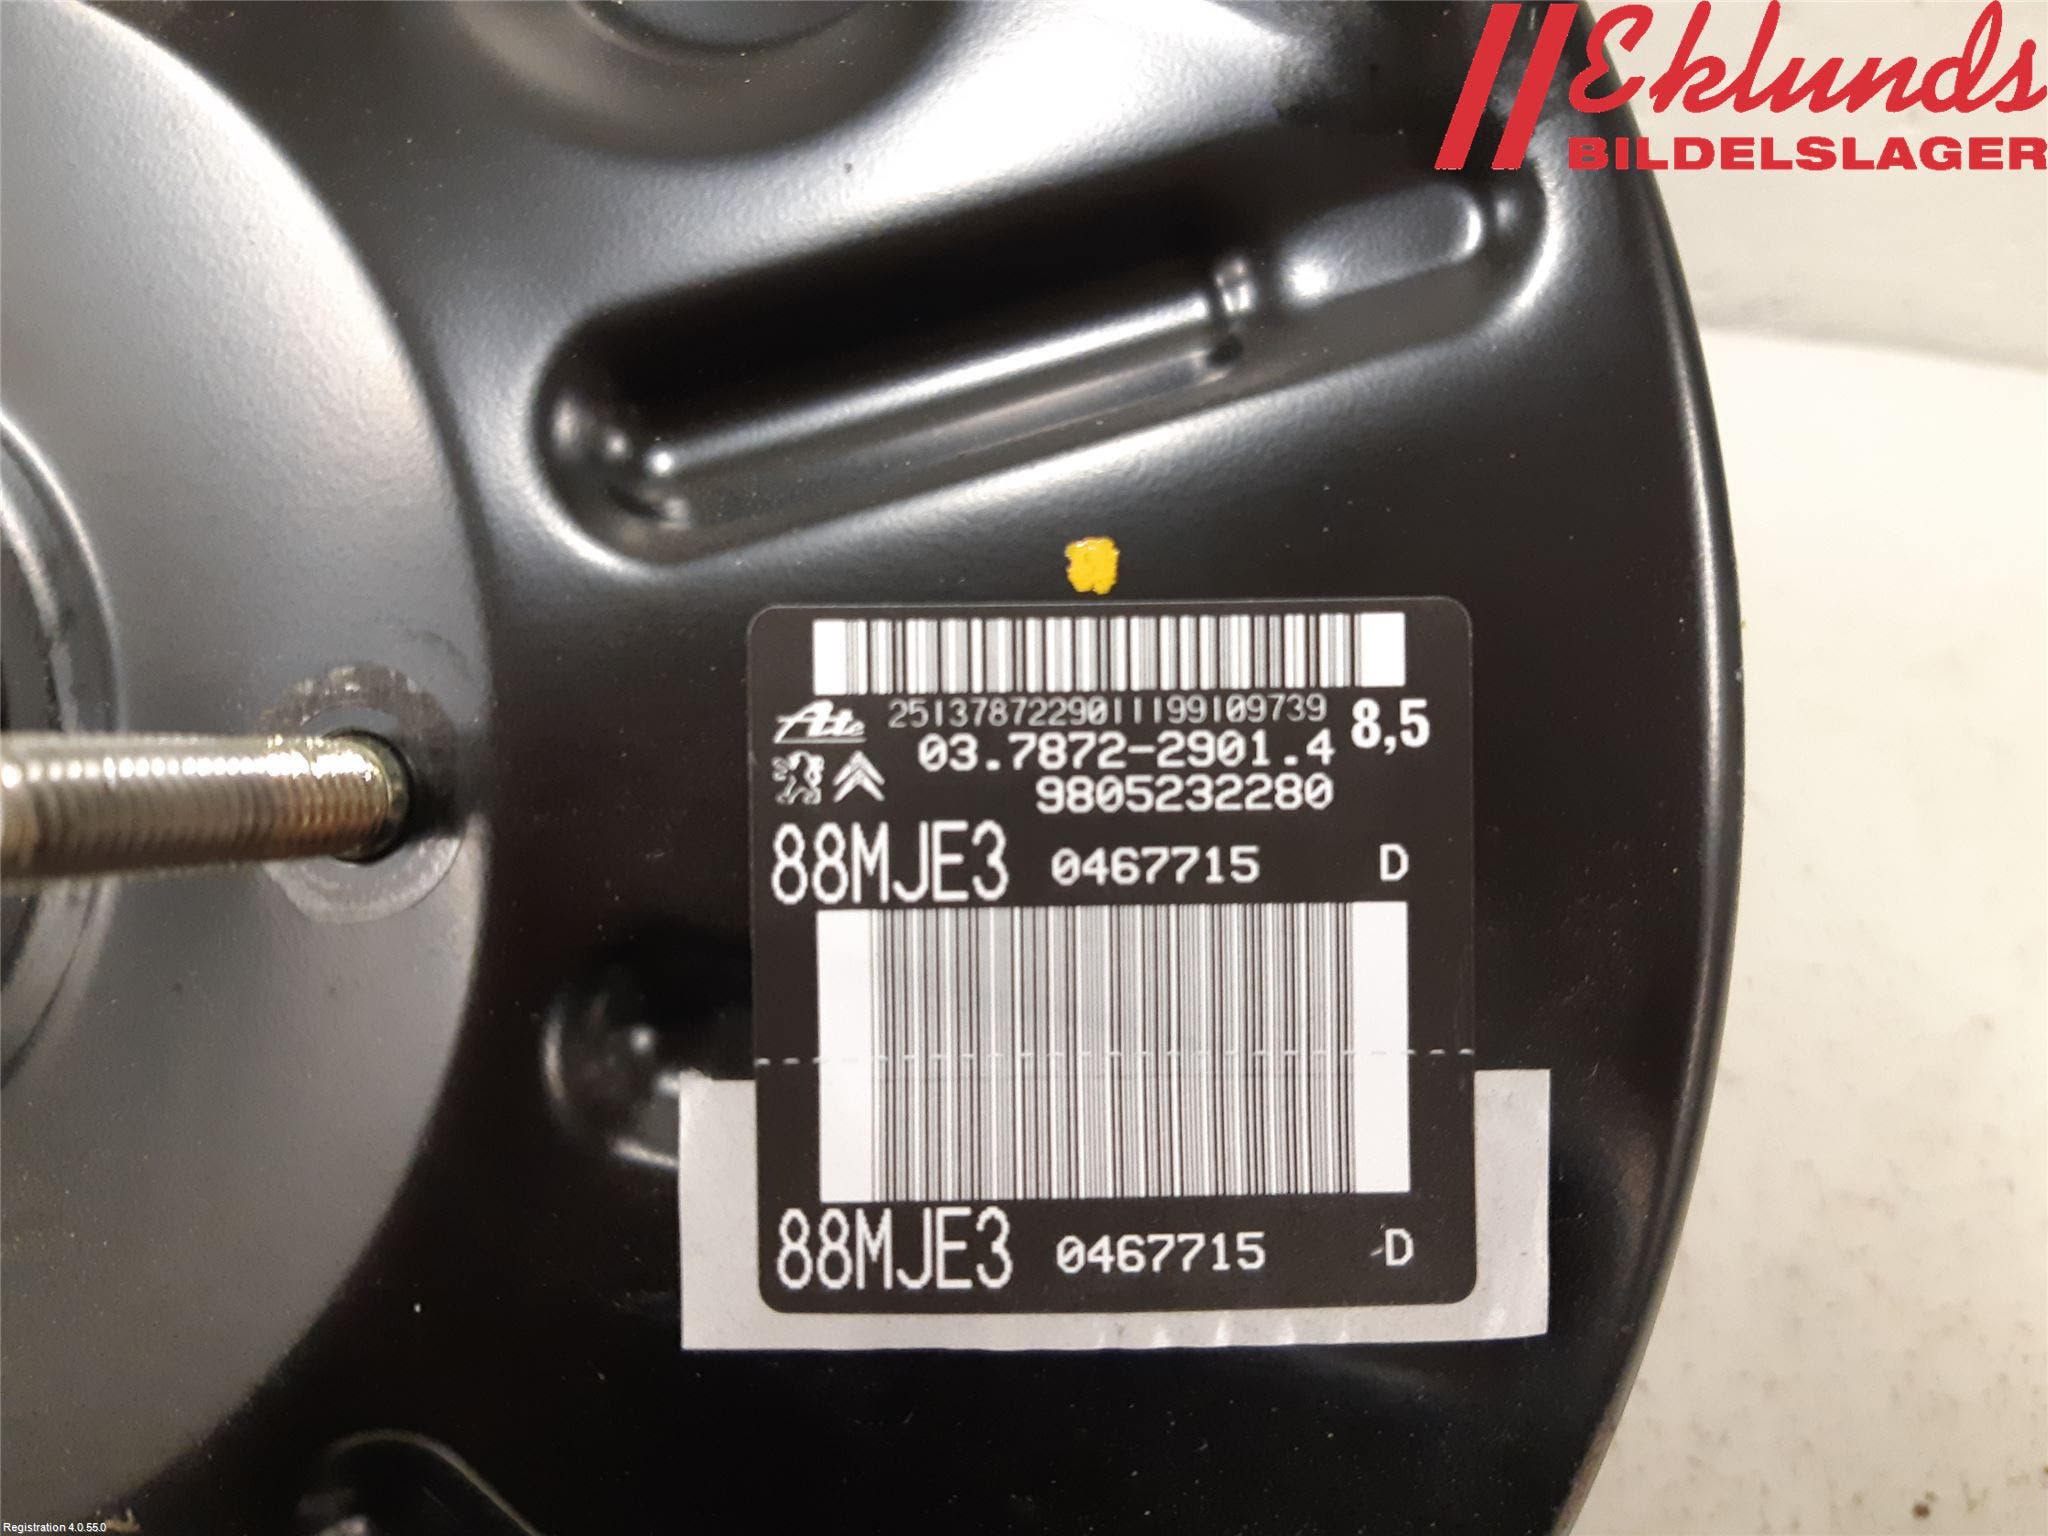 Eklunds
BILDELSLAGER
2513787229011199109739
Ate
8,5
03.7872-2901.4
9805232280
88MJE3 0467715 D
88MJE3 0467715 D
Registration 4.0.55.0